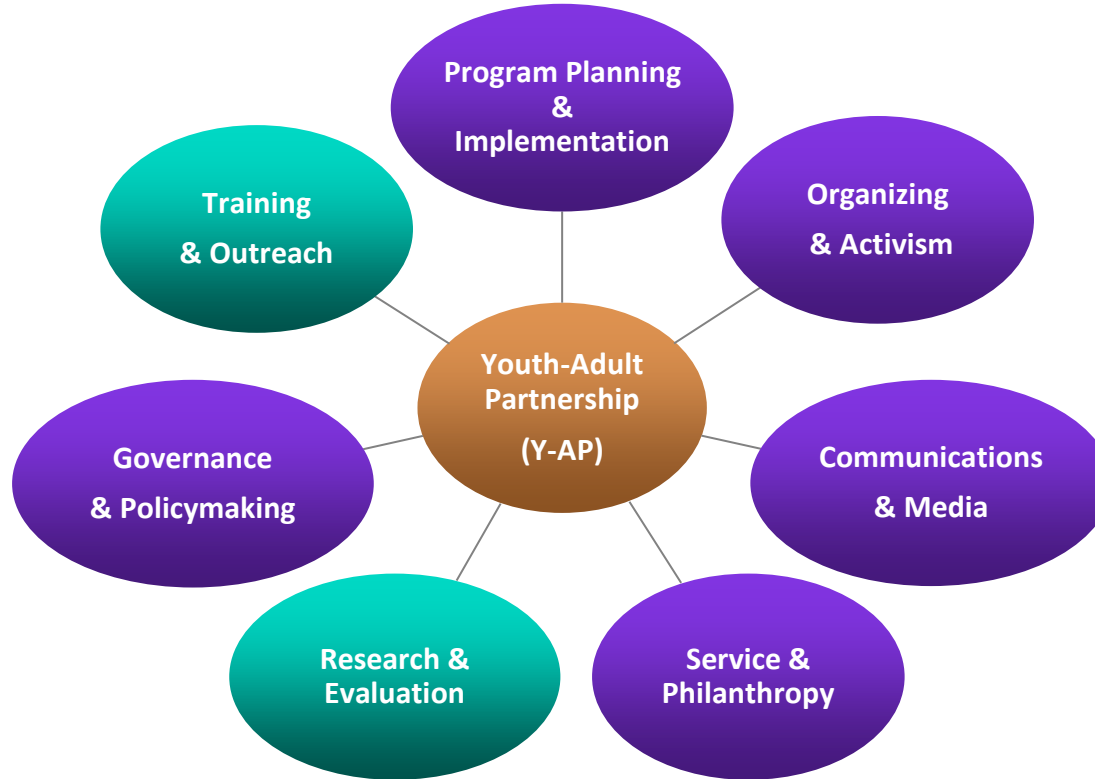 Program Planning
&
Implementation
Training
& Outreach
Organizing
& Activism
Youth-Adult
Partnership
(Y-AP)
Governance
& Policymaking
Communications
& Media
Research &
Evaluation
Service &
Philanthropy